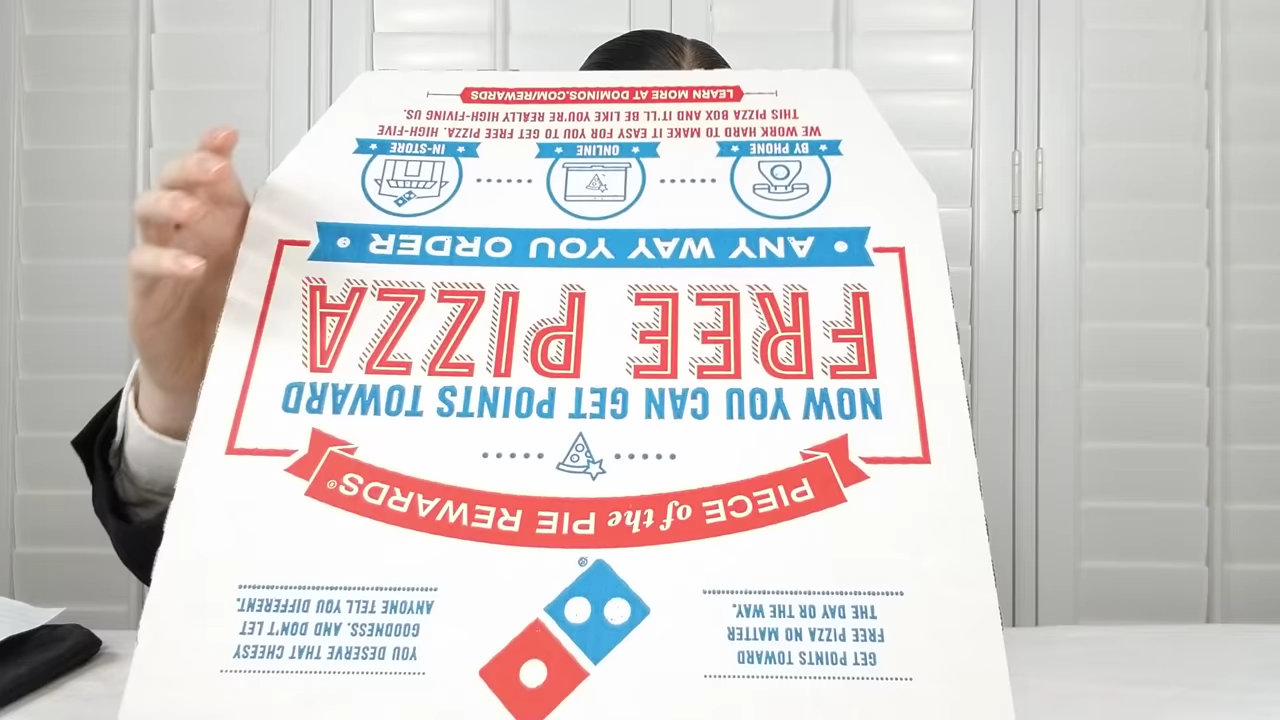 GET POINTS TOWARD
FREE PIZZA NO MATTER
THE DAY OR THE WAY.
YOU DESERVE THAT CHEESY
GOODNESS. AND DON'T LET
ANYONE TELL YOU DIFFERENT.
®
PIECE of the PIE REWARDS®
NOW YOU CAN GET POINTS TOWARD
FREE PIZZA
• ANY WAY YOU ORDER •
BY PHONE
ONLINE
IN-STORE
WE WORK HARD TO MAKE IT EASY FOR YOU TO GET FREE PIZZA. HIGH-FIVE
THIS PIZZA BOX AND IT'LL BE LIKE YOU'RE REALLY HIGH-FIVING US.
LEARN MORE AT DOMINOS.COM/REWARDS